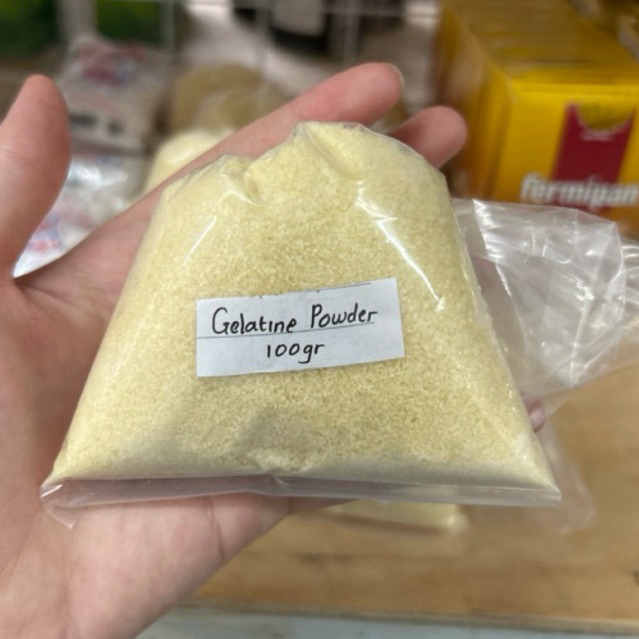 Gelatine Powder
100gr
fermipan